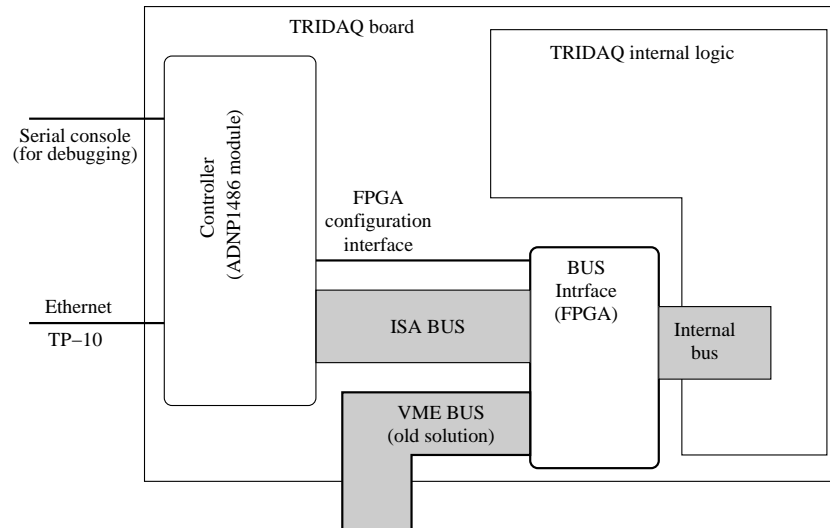 TRIDAQ board
TRIDAQ internal logic
Serial console
(for debugging)
Controller
(ADNP1486 module)
FPGA
configuration
interface
BUS
Intrface
(FPGA)
Ethernet
TP−10
ISA BUS
Internal
bus
VME BUS
(old solution)